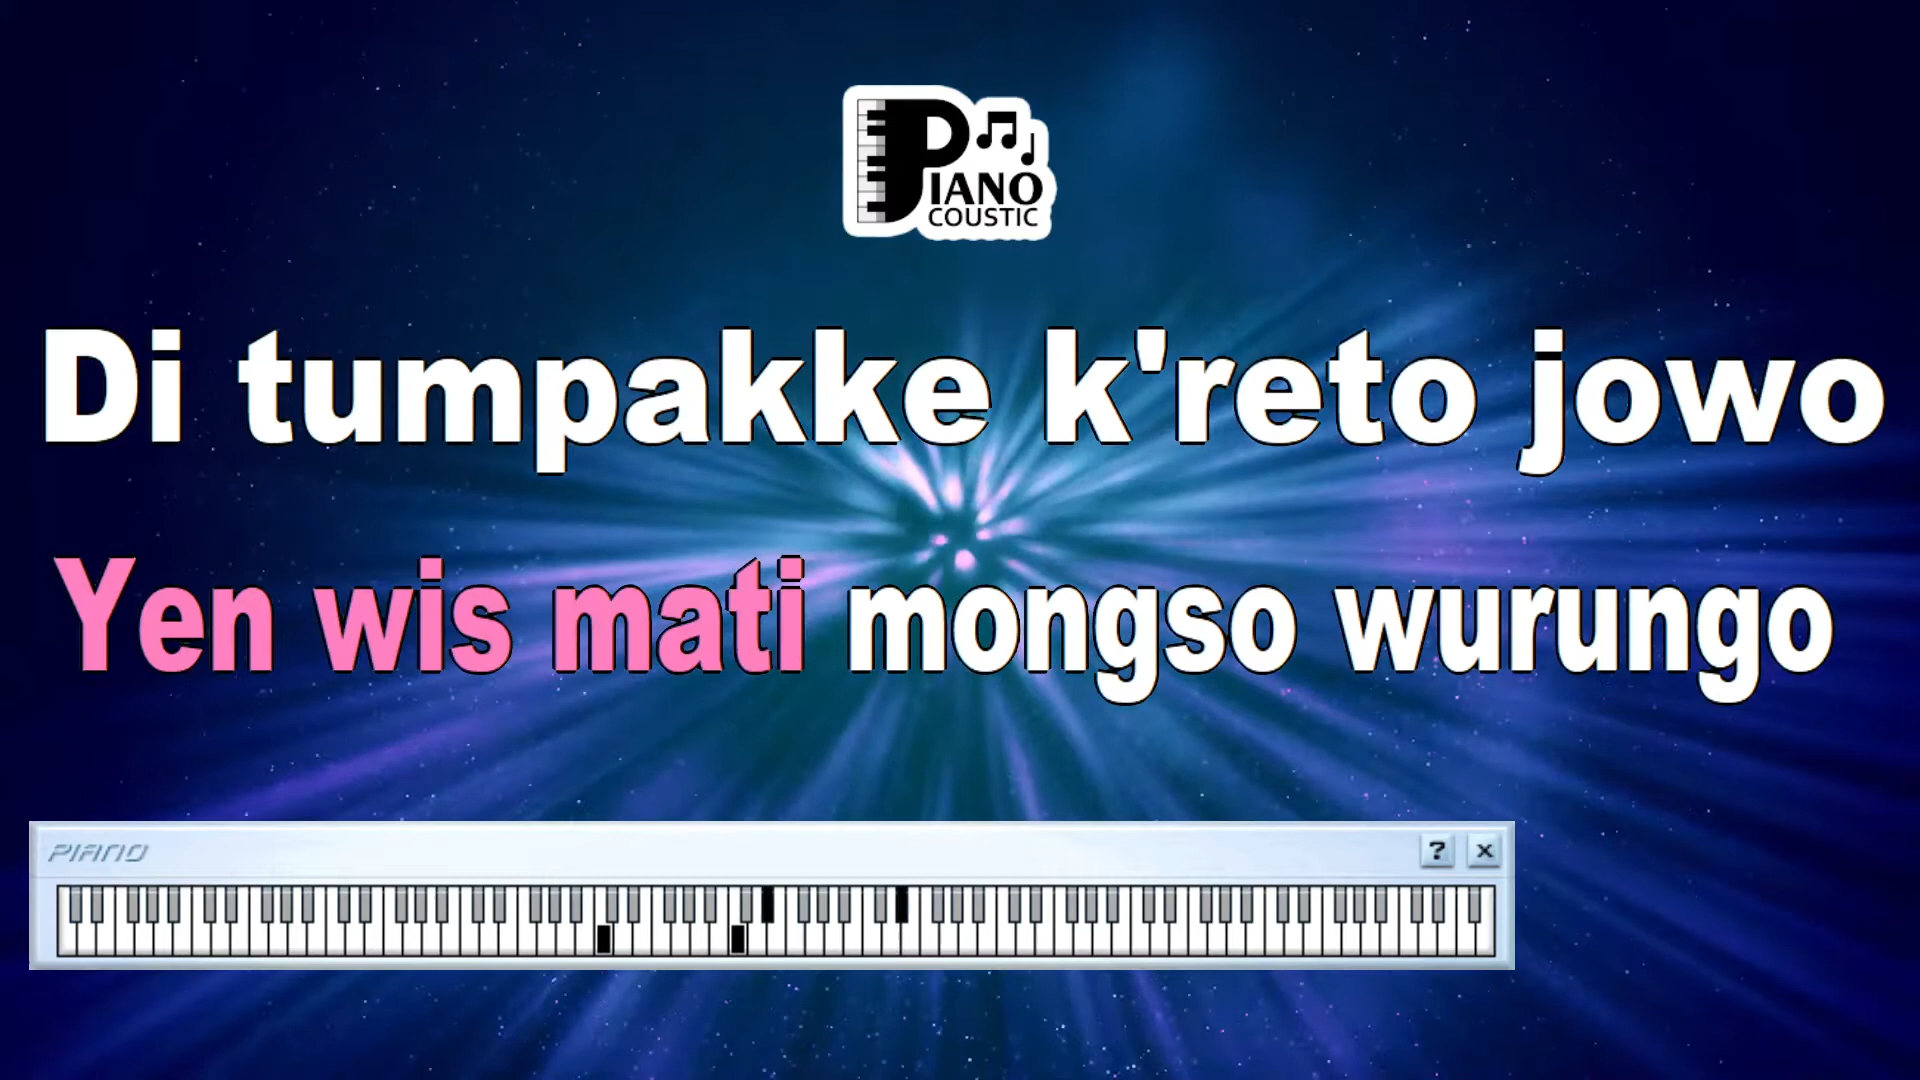 PIANO
COUSTIC
Di tumpakke k'reto jowo
Yen wis mati mongso wurungo
PIANO
? x